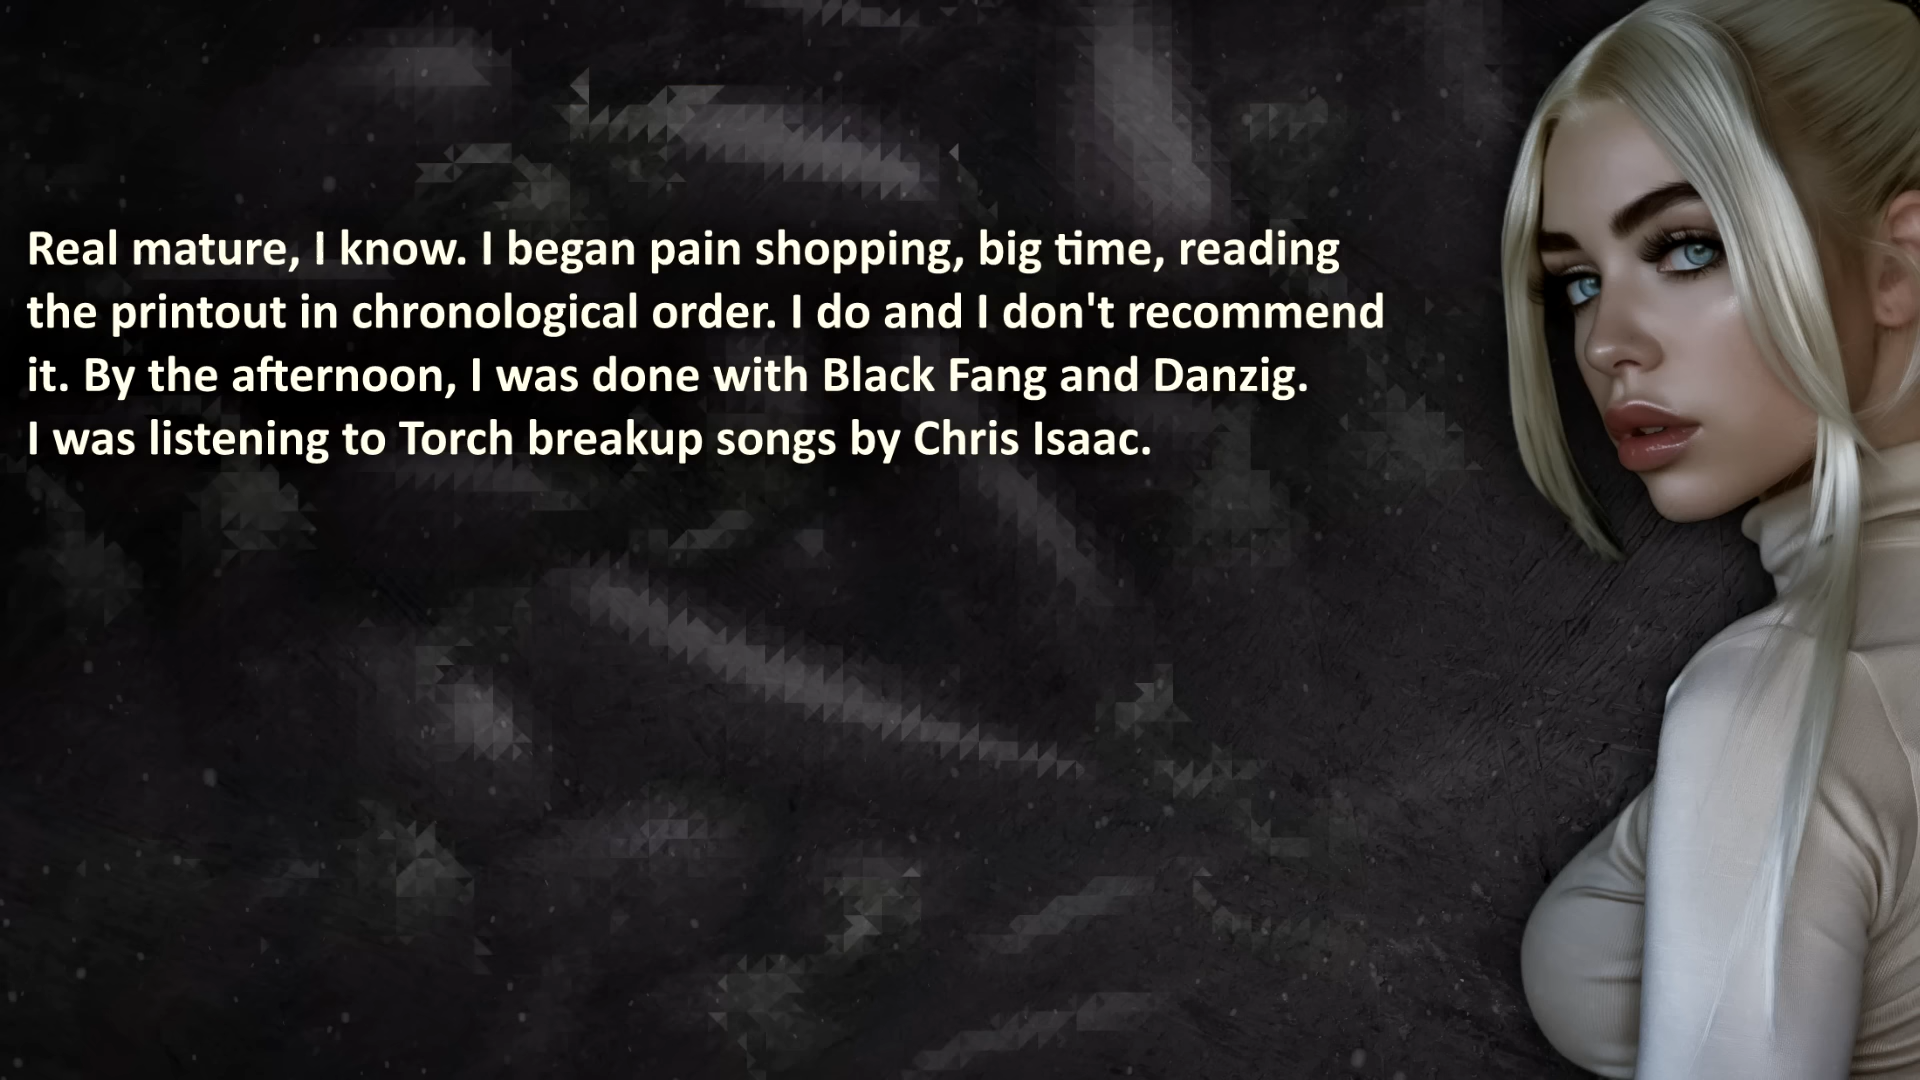 Real mature, I know. I began pain shopping, big time, reading
the printout in chronological order. I do and I don't recommend
it. By the afternoon, I was done with Black Fang and Danzig.
I was listening to Torch breakup songs by Chris Isaac.